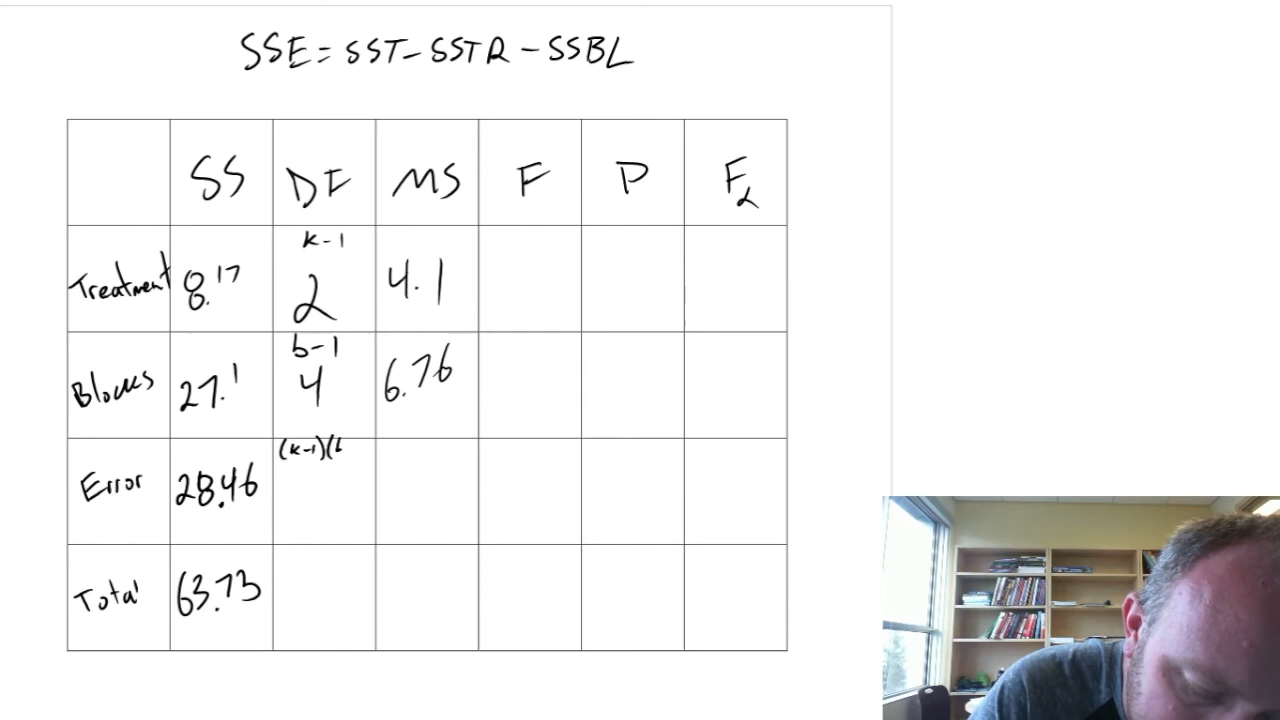 SSE = SST - SSTR - SSBL
SS DF MS F P Fα
k-1
Treatment 8.17 2 4.1
b-1
Blocks 27.1 4 6.76
(k-1)(b
Error 28.46
Total 63.73